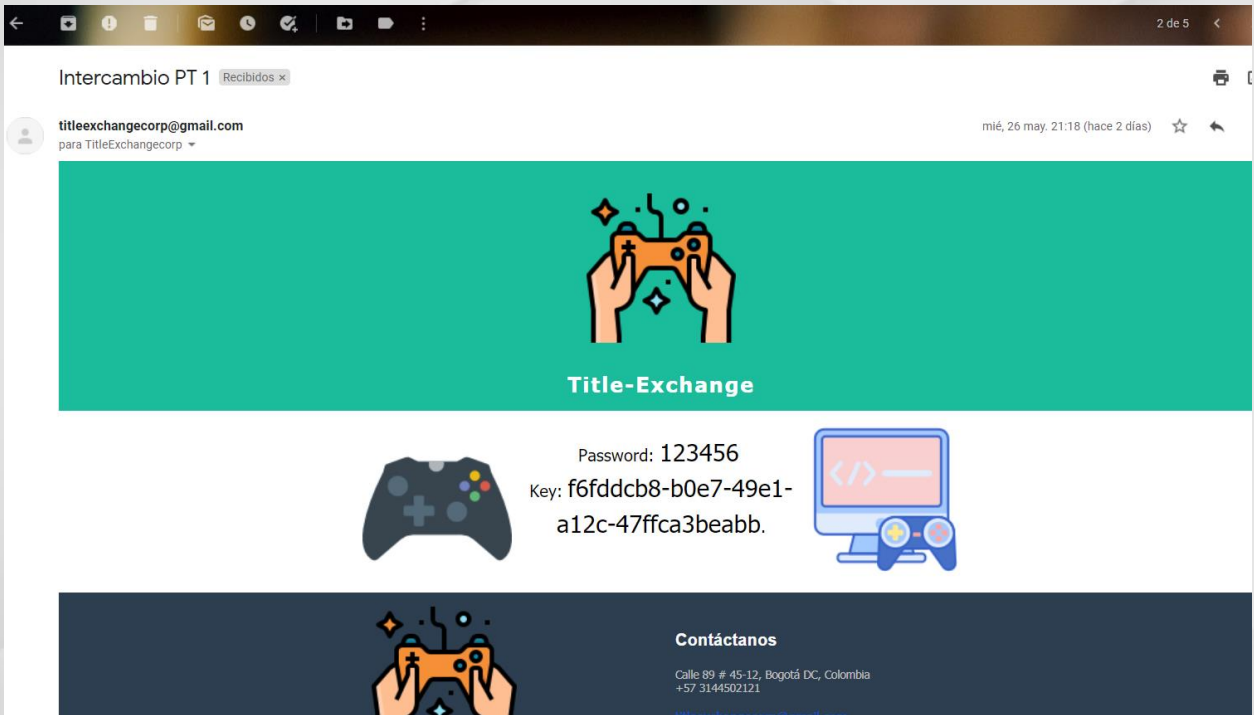 2 de 5
Intercambio PT 1 Recibidos ×
titleexchangecorp@gmail.com
mié, 26 may. 21:18 (hace 2 días)
para TitleExchangecorp
Title-Exchange
Password: 123456
Key: f6fddcb8-b0e7-49e1-
a12c-47ffca3beabb.
</>
Contáctanos
Calle 89 # 45-12, Bogotá DC, Colombia
+57 3144502121